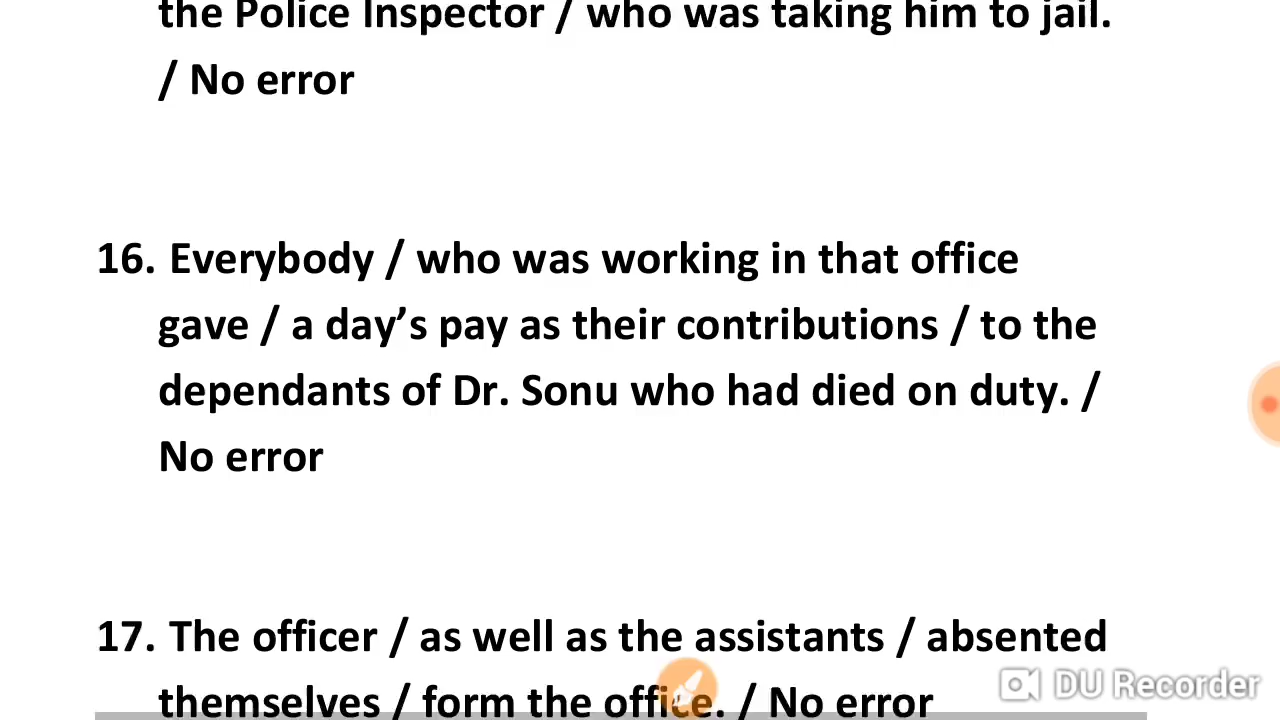 the Police Inspector / who was taking him to jail.
/ No error
16. Everybody / who was working in that office
gave / a day’s pay as their contributions / to the
dependants of Dr. Sonu who had died on duty. /
No error
17. The officer / as well as the assistants / absented
themselves / form the office. / No error
DU Recorder